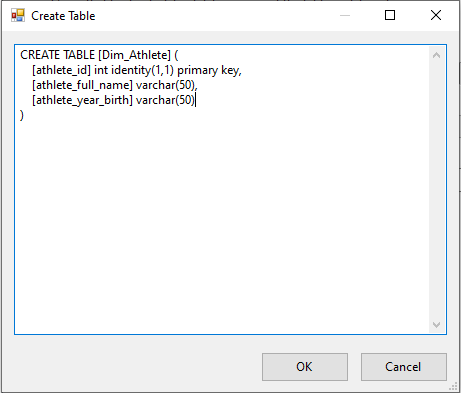 Create Table
CREATE TABLE [Dim_Athlete] (
    [athlete_id] int identity(1,1) primary key,
    [athlete_full_name] varchar(50),
    [athlete_year_birth] varchar(50)
)
OK
Cancel